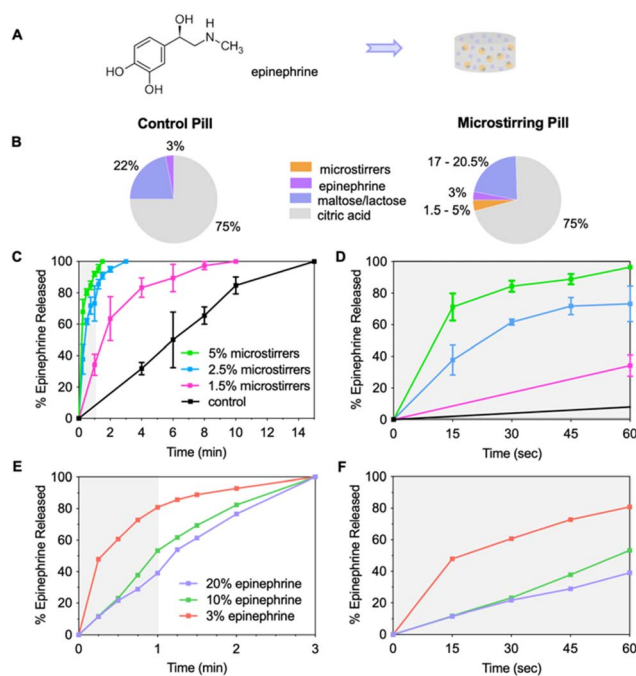 A
OH
H
N
CH3
HO
OH
epinephrine
B
Control Pill
3%
22%
75%
microstirrers
epinephrine
maltose/lactose
citric acid
Microstirring Pill
17 - 20.5%
3%
1.5 - 5%
75%
C
% Epinephrine Released
100
80
60
40
20
0
0 2 4 6 8 10 12 14
Time (min)
5% microstirrers
2.5% microstirrers
1.5% microstirrers
control
D
% Epinephrine Released
100
80
60
40
20
0
0 15 30 45 60
Time (sec)
E
% Epinephrine Released
100
80
60
40
20
0
0 1 2 3
Time (min)
20% epinephrine
10% epinephrine
3% epinephrine
F
% Epinephrine Released
100
80
60
40
20
0
0 15 30 45 60
Time (sec)